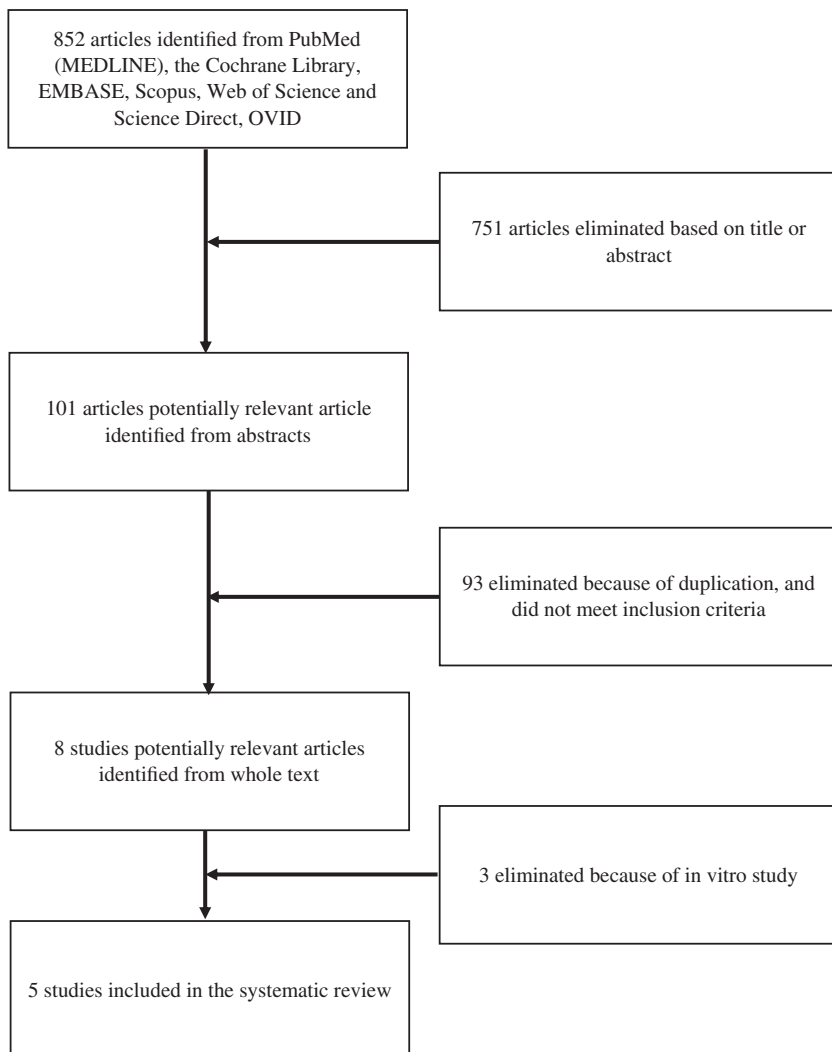 852 articles identified from PubMed
(MEDLINE), the Cochrane Library,
EMBASE, Scopus, Web of Science and
Science Direct, OVID
751 articles eliminated based on title or
abstract
101 articles potentially relevant article
identified from abstracts
93 eliminated because of duplication, and
did not meet inclusion criteria
8 studies potentially relevant articles
identified from whole text
3 eliminated because of in vitro study
5 studies included in the systematic review